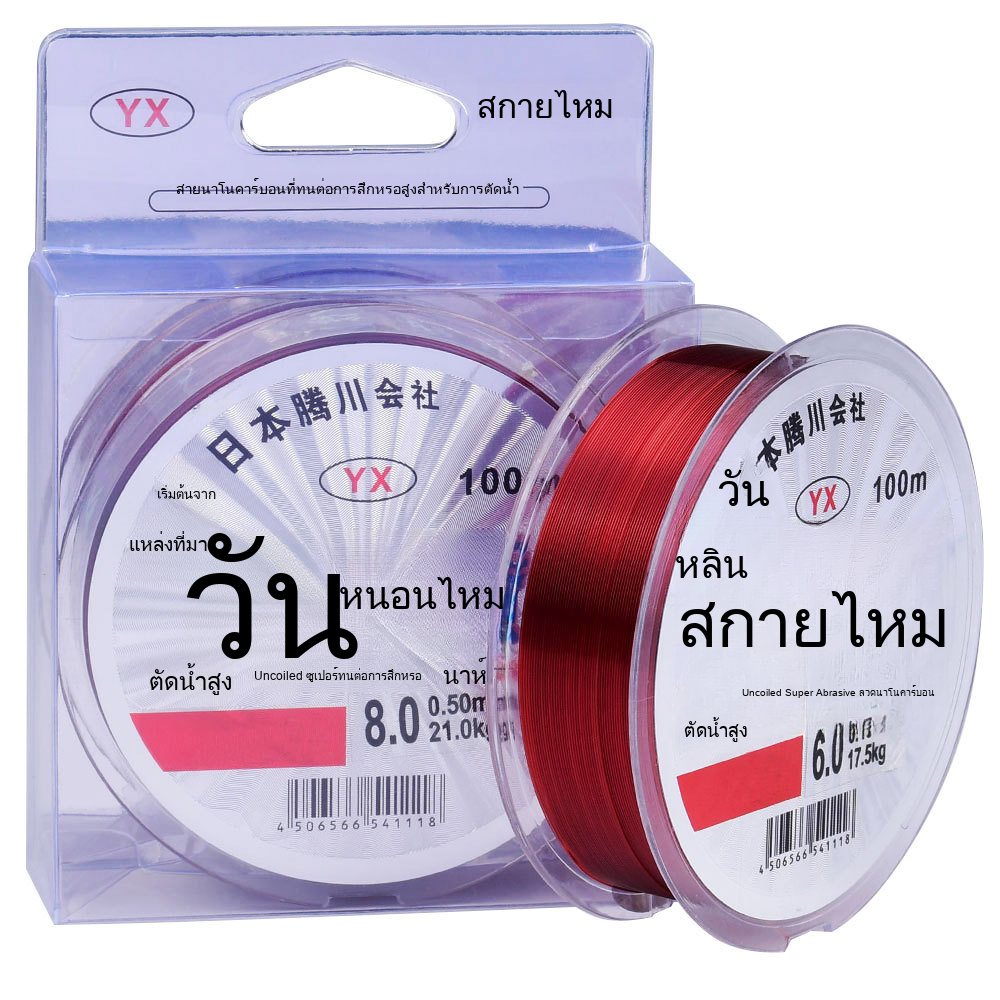 YX
สกายไหม
สายนาโนคาร์บอนที่ทนต่อการสึกหรอสูงสำหรับการตัดน้ำ
日本腾川会社
YX
100
เริ่มต้นจาก
แหล่งที่มา
วัน
หนอนไหม
ตัดน้ำสูง
Uncoiled ซูเปอร์ทนต่อการสึกหรอ
นาห์
8.0
0.50m
21.0kg
4 506566 541118
本腾川会社
วัน
YX
100m
หลิน
สกายไหม
Uncoiled Super Abrasive ลวดนาโนคาร์บอน
ตัดน้ำสูง
6.0
17.5kg
4 506566 541118